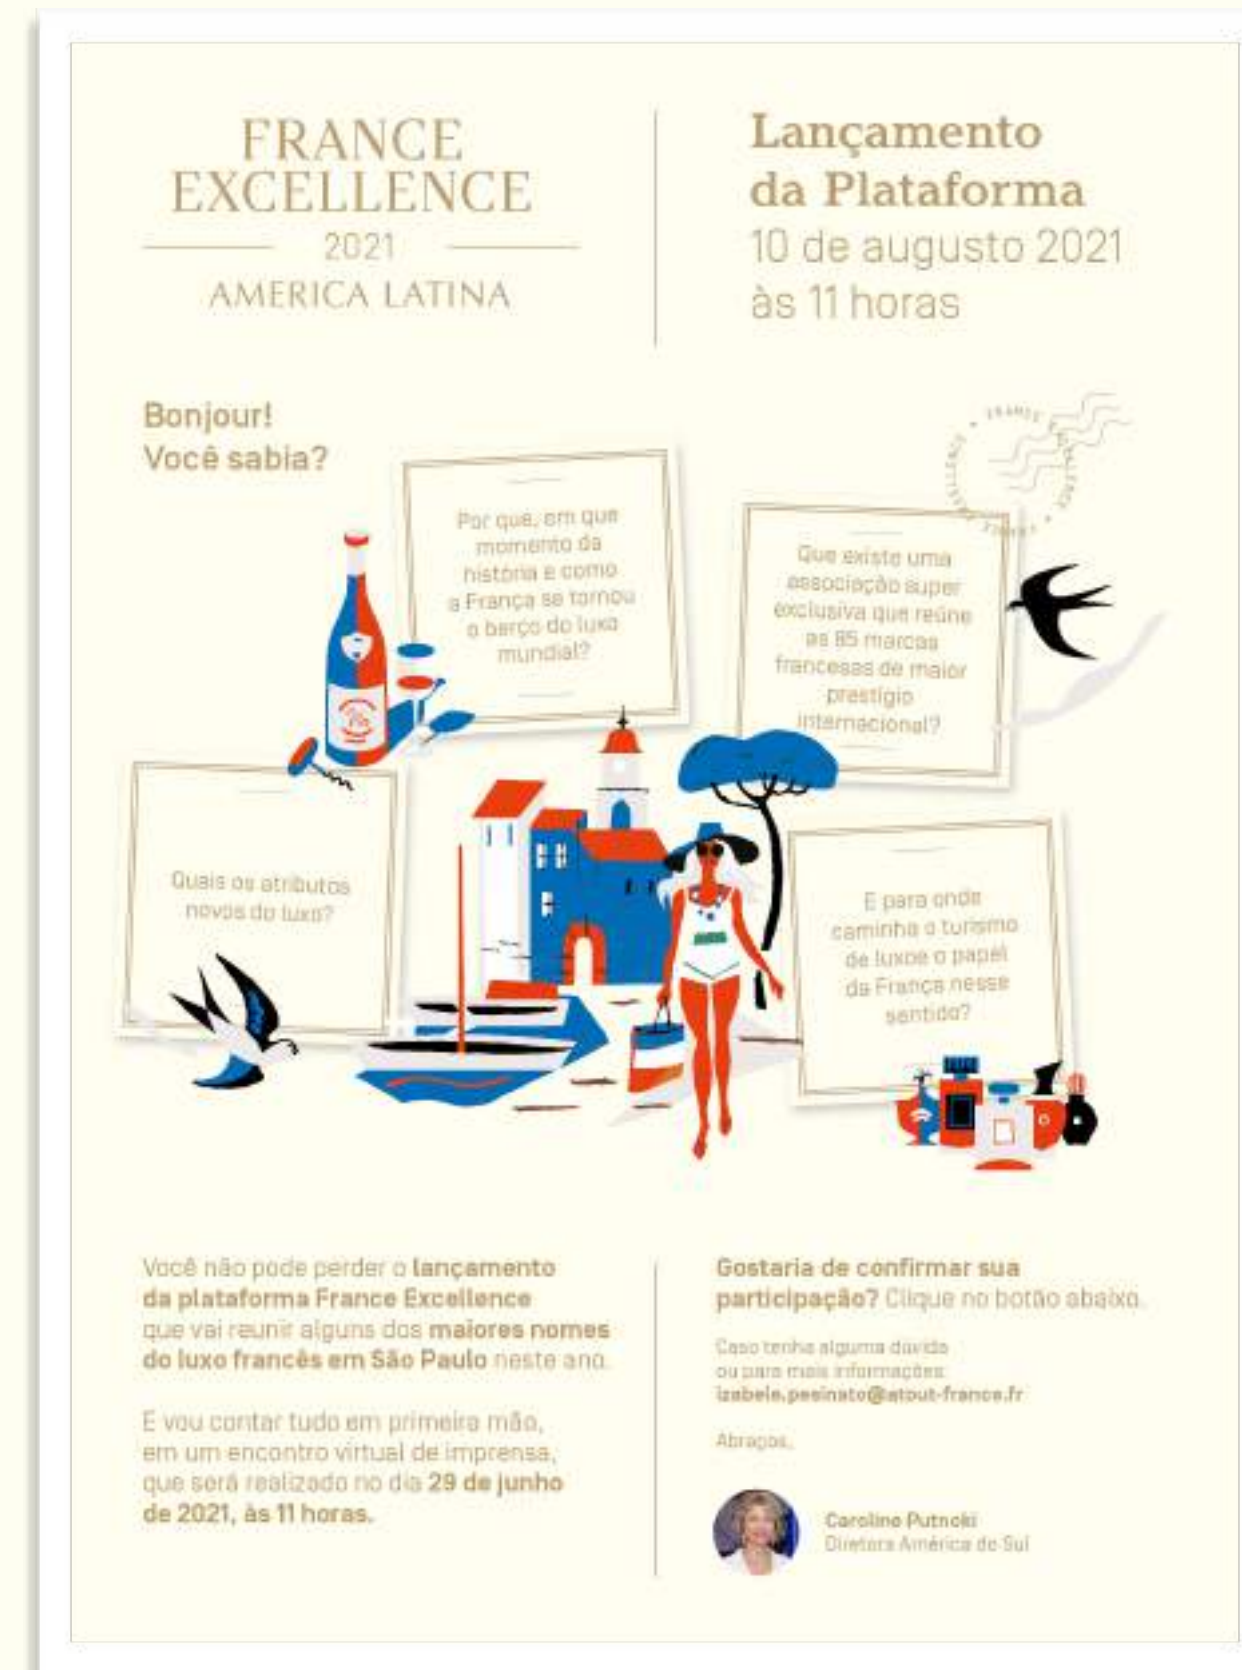 FRANCE
EXCELLENCE
2021
AMERICA LATINA
Lançamento
da Plataforma
10 de augusto 2021
às 11 horas
Bonjour!
Você sabia?
Por que, em que
momento da
história e como
a França se tornou
o berço do luxo
mundial?
Que existe uma
associação super
exclusiva que reúne
as 85 marcas
francesas de maior
prestígio
internacional?
Quais os atributos
novos do luxo?
E para onde
caminha o turismo
de luxoe o papel
da França nesse
sentido?
Você não pode perder o lançamento
da plataforma France Excellence
que vai reunir alguns dos maiores nomes
do luxo francês em São Paulo neste ano.
E vou contar tudo em primeira mão,
em um encontro virtual de imprensa,
que será realizado no dia 29 de junho
de 2021, às 11 horas.
Gostaria de confirmar sua
participação? Clique no botão abaixo.
Caso tenha alguma dúvida
ou para mais informações:
izabele.pesinato@atout-france.fr
Abraços,
Caroline Putnoki
Diretora América do Sul